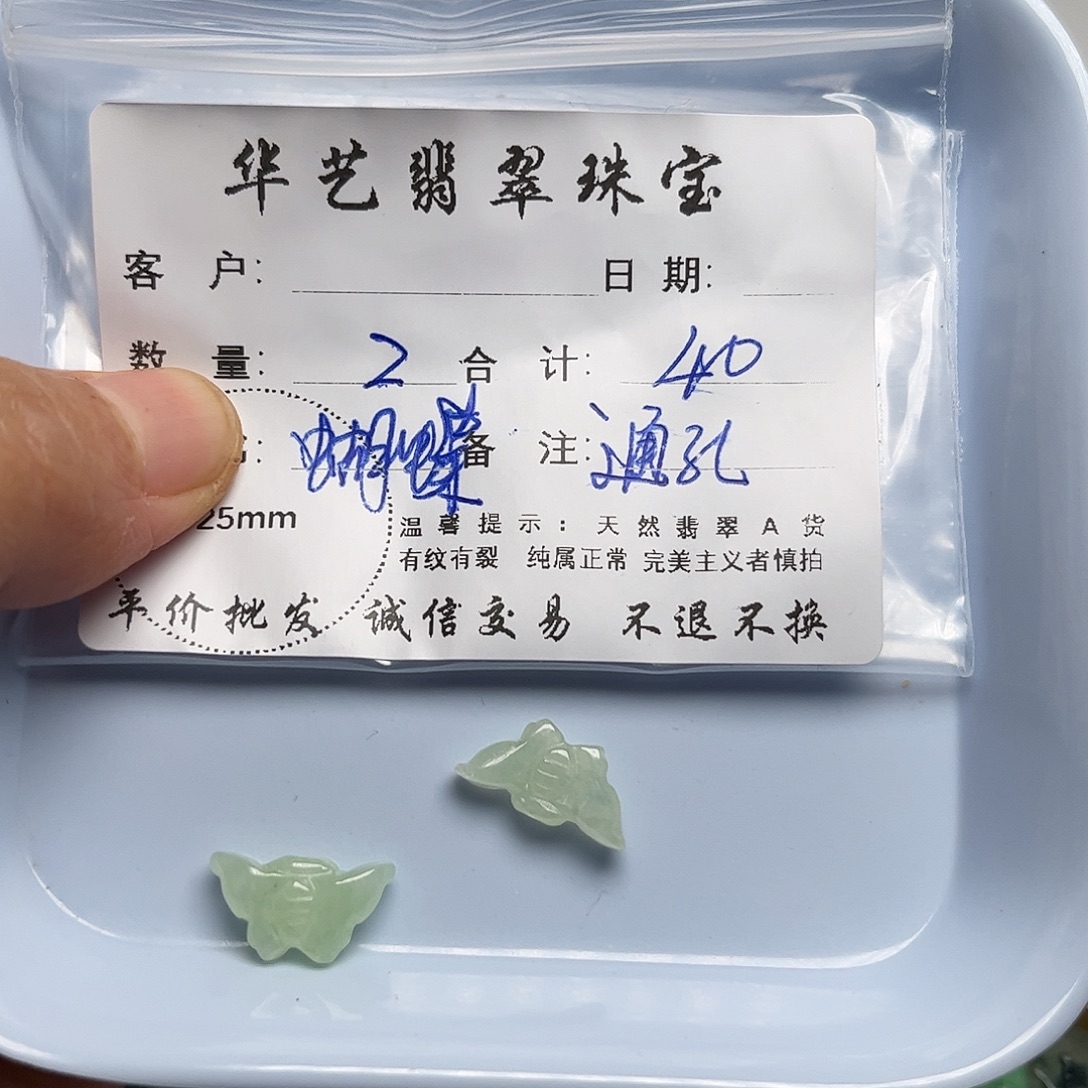 华艺翡翠珠宝
客 户: 日 期:
数 量: 2 合 计: 40
: 蝴蝶 备 注: 通孔
25mm
温馨提示: 天然翡翠A货
有纹有裂 纯属正常 完美主义者慎拍
平价批发 诚信交易 不退不换